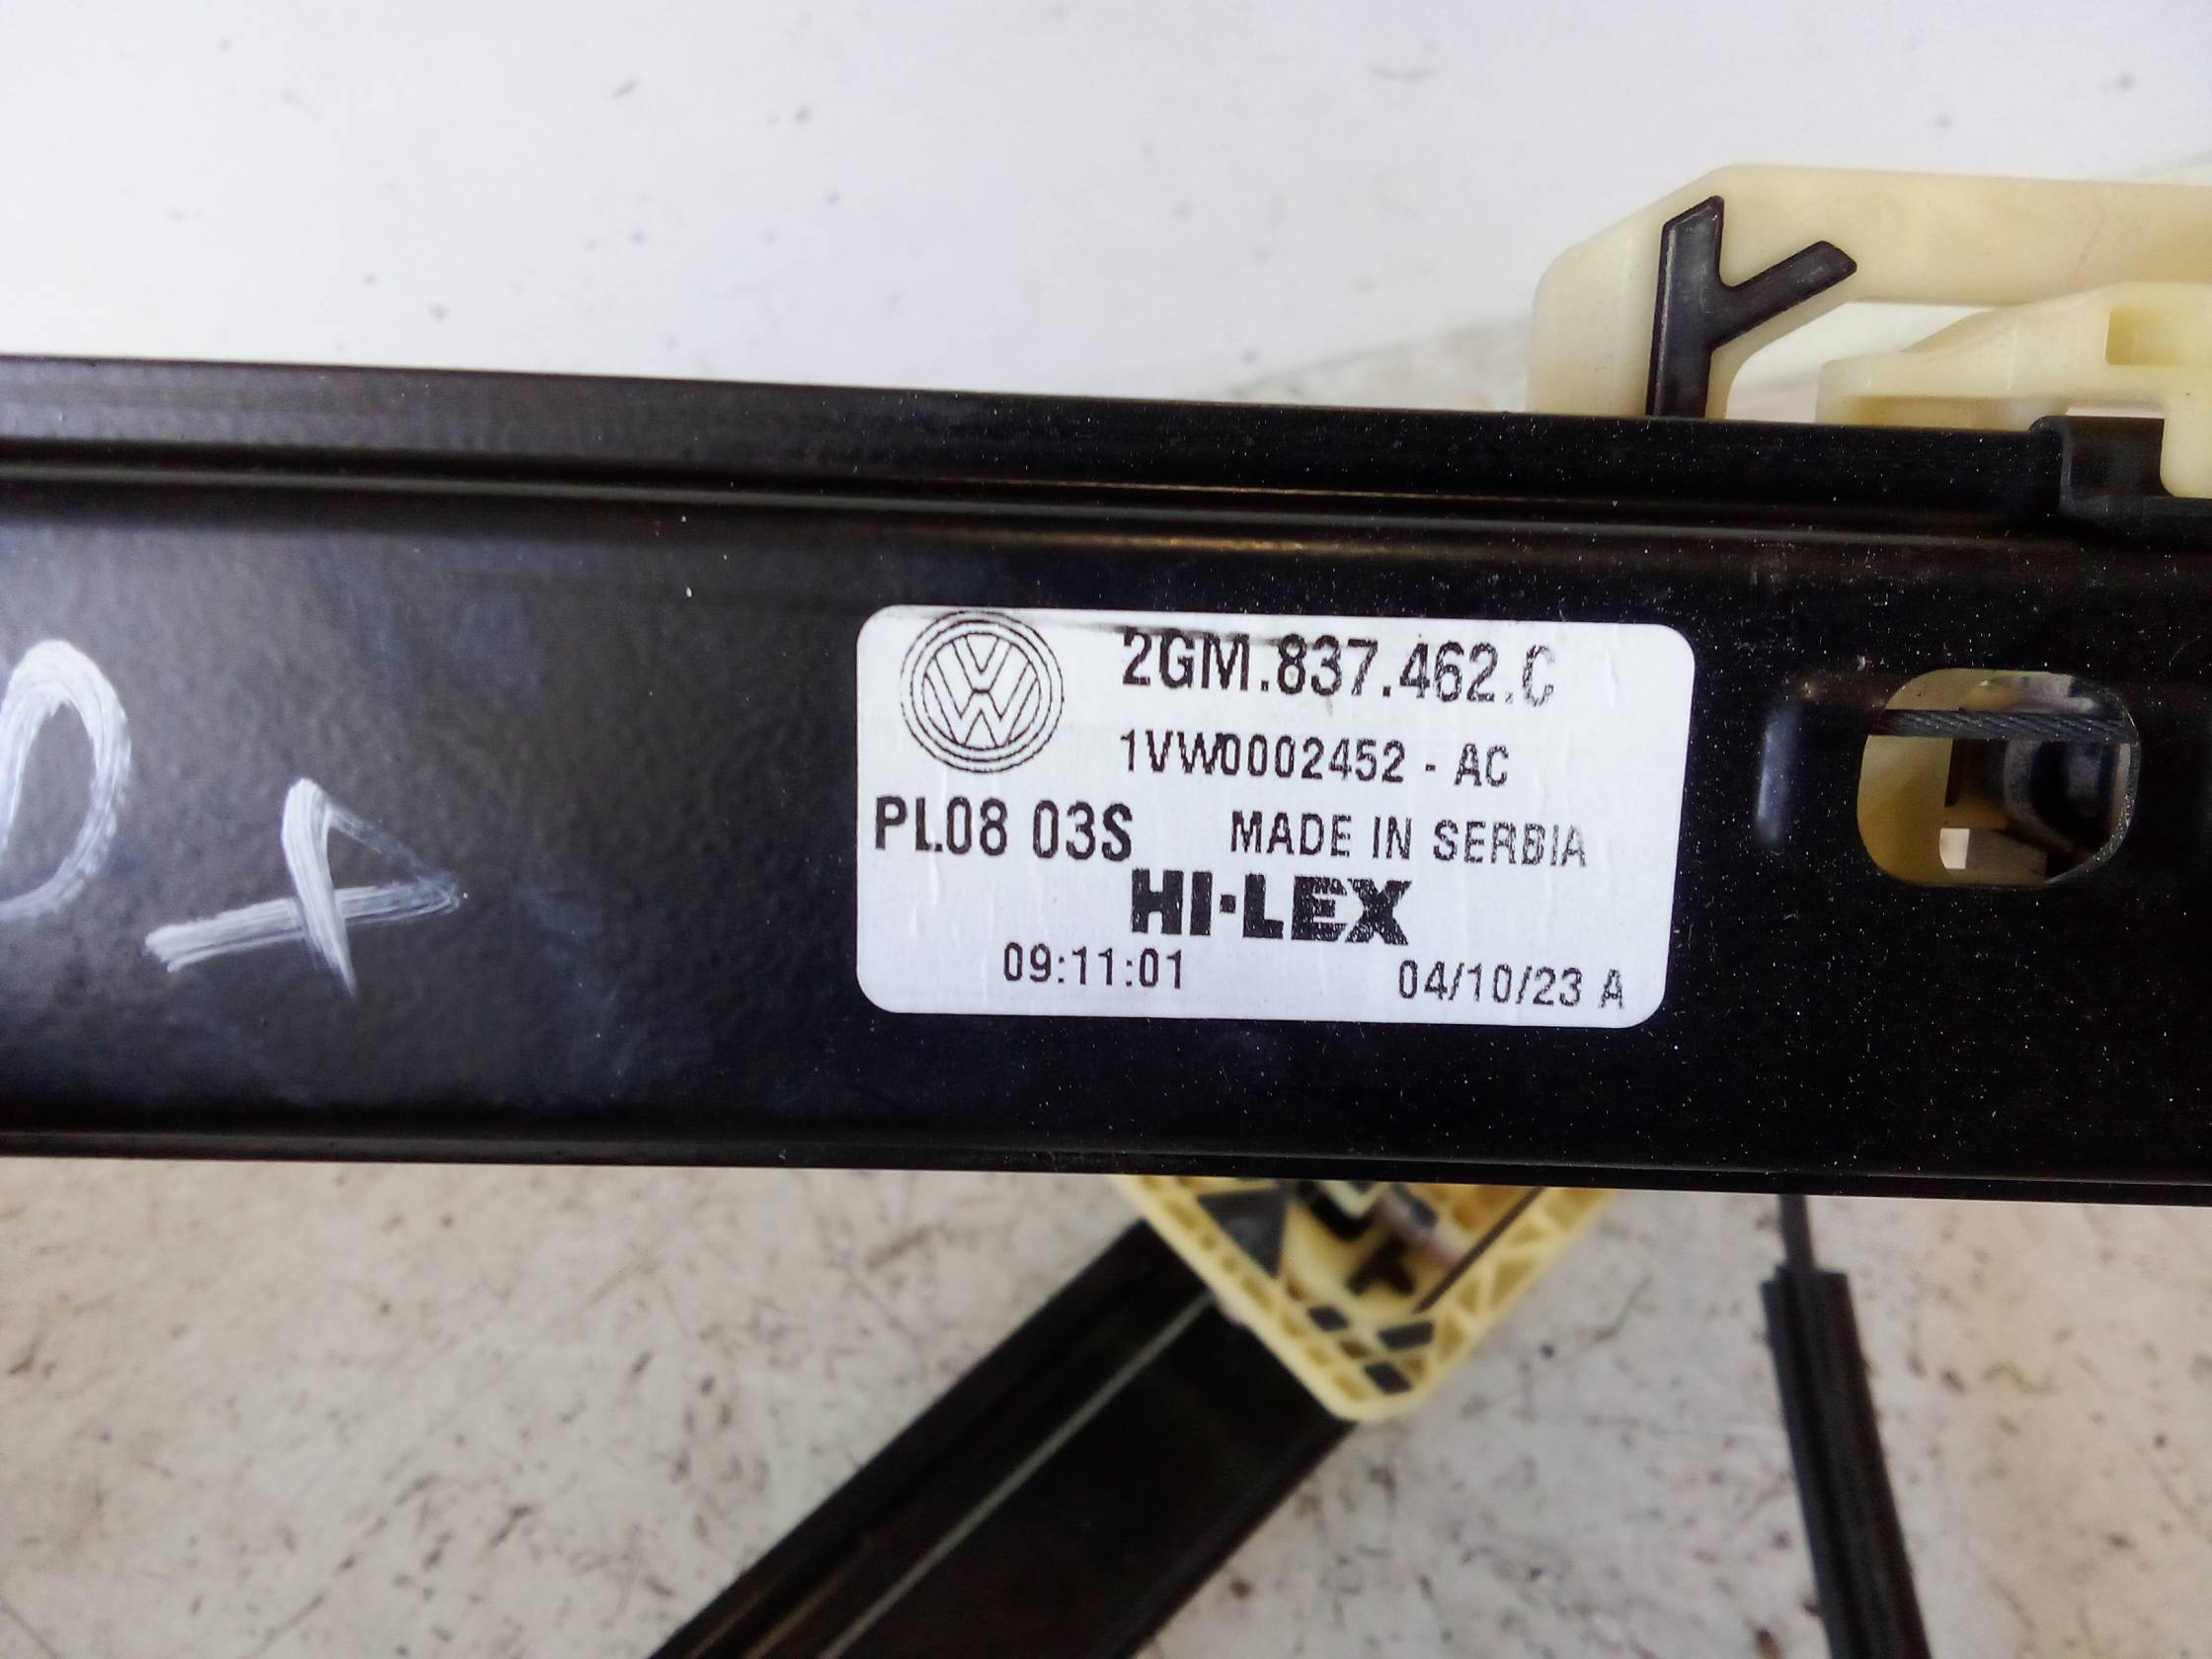 2GM.837.462.C
1VW0002452 - AC
PL08 03S MADE IN SERBIA
HI-LEX
09:11:01 04/10/23 A